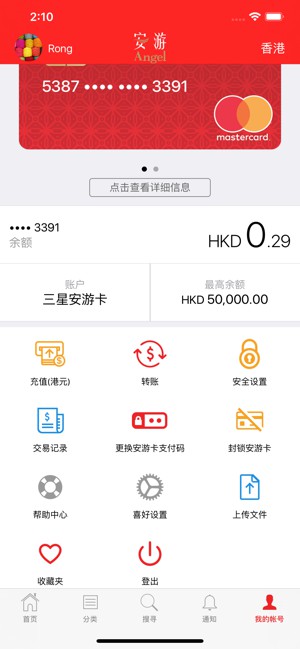 2:10
Rong
安游
Angel
香港
5387 •••• •••• 3391
mastercard.
点击查看详细信息
•••• 3391
余额
HKD 0.29
账户
最高余额
三星安游卡
HKD 50,000.00
充值(港元)
转账
安全设置
交易记录
更换安游卡支付码
封锁安游卡
帮助中心
喜好设置
上传文件
收藏夹
登出
首页
分类
搜寻
通知
我的帐号